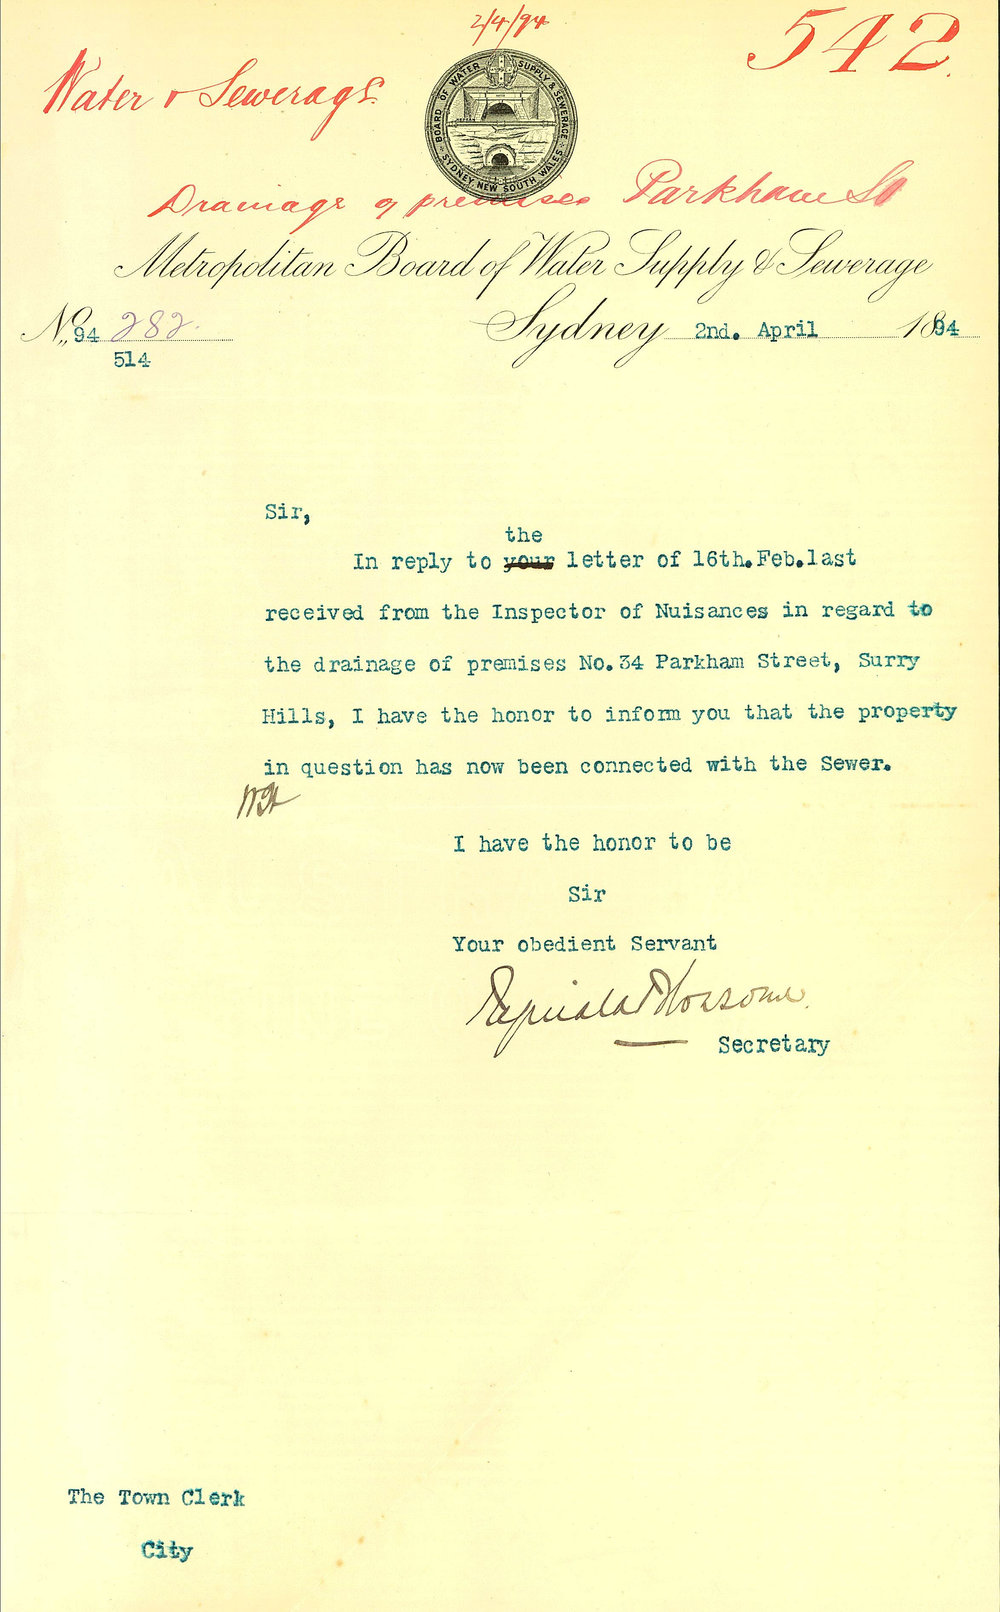 2/4/94
542.
Water & Sewerage
BOARD OF WATER SUPPLY & SEWERAGE
SYDNEY, NEW SOUTH WALES
Drainage of premises Parkham St
Metropolitan Board of Water Supply & Sewerage
No. 94 282.
514
Sydney 2nd. April 1894
Sir,
the
In reply to your letter of 16th.Feb.last
received from the Inspector of Nuisances in regard to
the drainage of premises No.34 Parkham Street, Surry
Hills, I have the honor to inform you that the property
in question has now been connected with the Sewer.
I have the honor to be
Sir
Your obedient Servant
Secretary
The Town Clerk
City